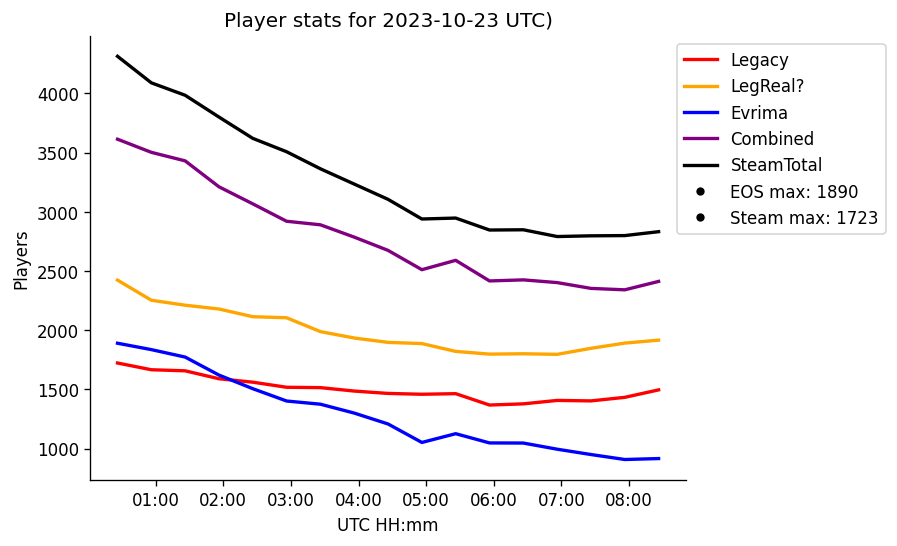 Player stats for 2023-10-23 UTC)
Legacy
LegReal?
Evrima
Combined
SteamTotal
EOS max: 1890
Steam max: 1723
Players
4000
3500
3000
2500
2000
1500
1000
01:00 02:00 03:00 04:00 05:00 06:00 07:00 08:00
UTC HH:mm